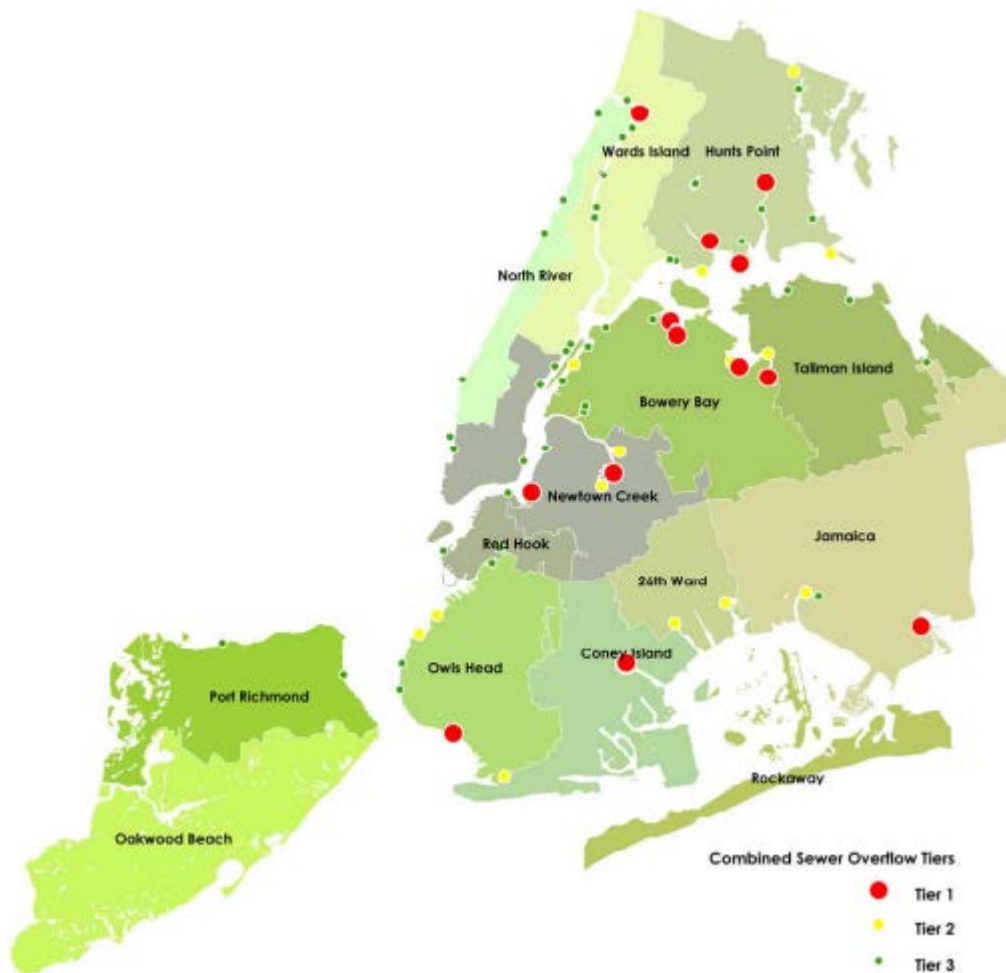 Wards Island
Hunts Point
North River
Tallman Island
Bowery Bay
Newtown Creek
Jamaica
Red Hook
26th Ward
Coney Island
Owls Head
Port Richmond
Rockaway
Oakwood Beach
Combined Sewer Overflow Tiers
Tier 1
Tier 2
Tier 3